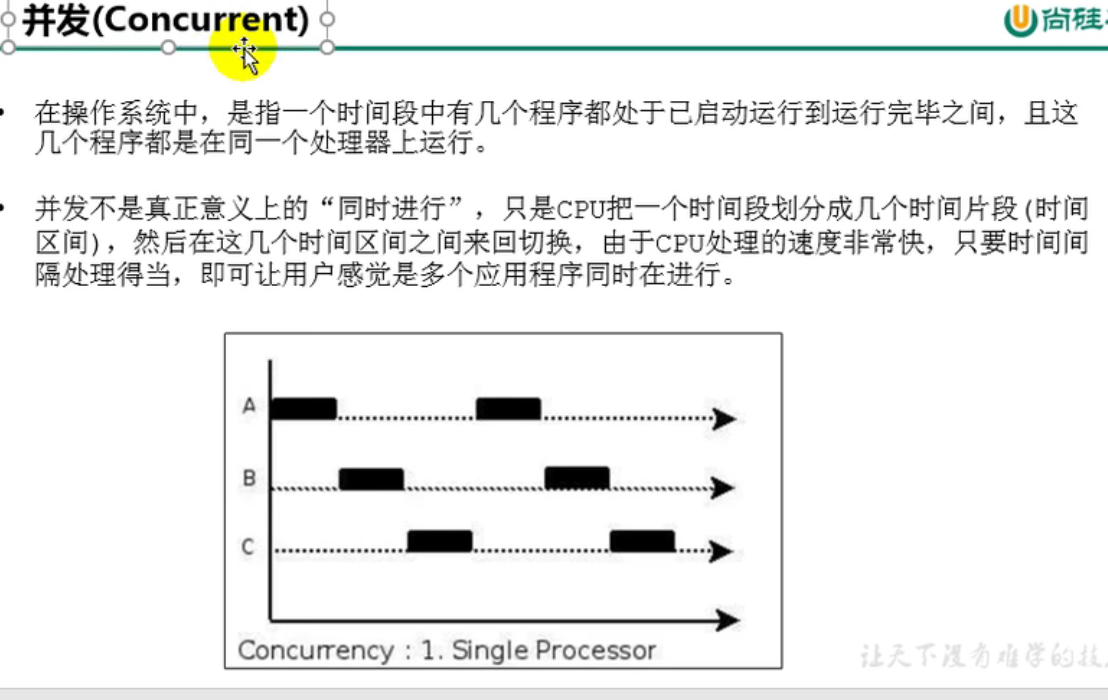 并发(Concurrent)
尚硅
• 在操作系统中，是指一个时间段中有几个程序都处于已启动运行到运行完毕之间，且这
几个程序都是在同一个处理器上运行。
• 并发不是真正意义上的“同时进行”，只是CPU把一个时间段划分成几个时间片段(时间
区间)，然后在这几个时间区间之间来回切换，由于CPU处理的速度非常快，只要时间间
隔处理得当，即可让用户感觉是多个应用程序同时在进行。
A
B
C
Concurrency : 1. Single Processor
让天下没有难学的技